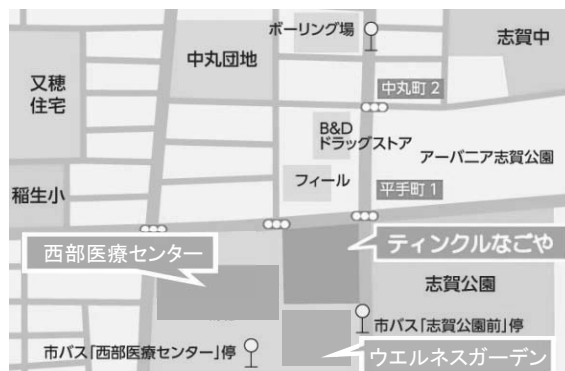 ボーリング場
志賀中
中丸団地
又穂
住宅
中丸町 2
B&D
ドラッグストア
アーバニア志賀公園
フィール
平手町 1
稲生小
西部医療センター
ティンクルなごや
志賀公園
市バス「志賀公園前」停
市バス「西部医療センター」停
ウエルネスガーデン